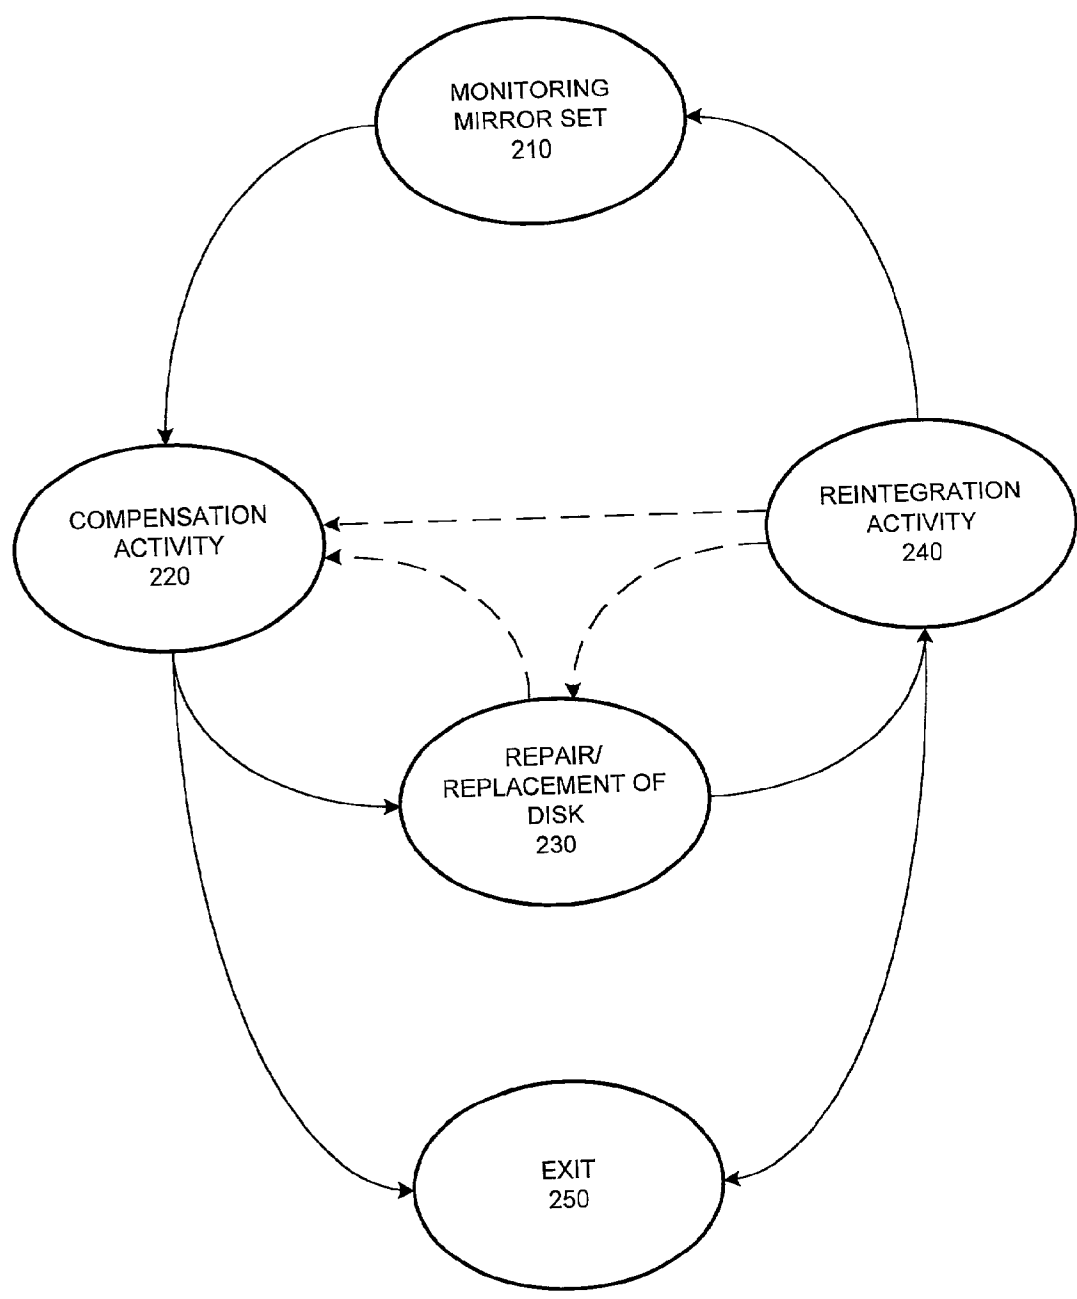 MONITORING
MIRROR SET
210
COMPENSATION
ACTIVITY
220
REINTEGRATION
ACTIVITY
240
REPAIR/
REPLACEMENT OF
DISK
230
EXIT
250